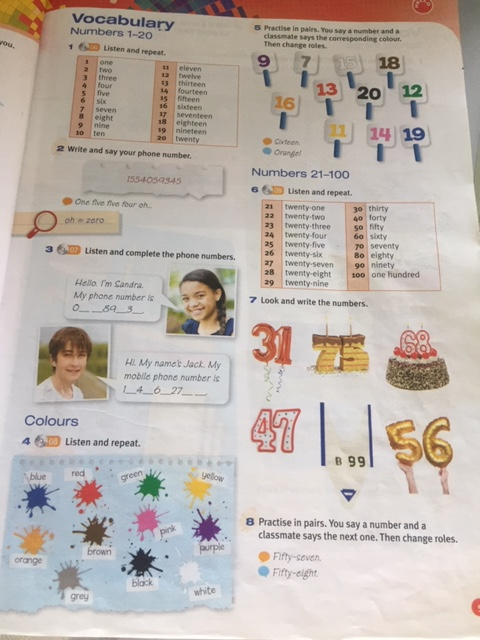 you,
Vocabulary
Numbers 1–20
1 Listen and repeat.
1 one
2 two
3 three
4 four
5 five
6 six
7 seven
8 eight
9 nine
10 ten
11 eleven
12 twelve
13 thirteen
14 fourteen
15 fifteen
16 sixteen
17 seventeen
18 eighteen
19 nineteen
20 twenty
2 Write and say your phone number.
1554059345
One five five four oh...
oh = zero
3 07 Listen and complete the phone numbers.
Hello. I'm Sandra.
My phone number is
0_ _89_3_
Hi. My name's Jack. My
mobile phone number is
1_4_6_27_ _
Colours
4 08 Listen and repeat.
blue
red
green
yellow
orange
brown
pink
purple
grey
black
white
5 Practise in pairs. You say a number and a
classmate says the corresponding colour.
Then change roles.
9 7 15 18
16 13 20 12
11 14 19
Sixteen.
Orange!
Numbers 21–100
6 Listen and repeat.
21 twenty-one
22 twenty-two
23 twenty-three
24 twenty-four
25 twenty-five
26 twenty-six
27 twenty-seven
28 twenty-eight
29 twenty-nine
30 thirty
40 forty
50 fifty
60 sixty
70 seventy
80 eighty
90 ninety
100 one hundred
7 Look and write the numbers.
31 75 68
47 B 99 56
8 Practise in pairs. You say a number and a
classmate says the next one. Then change roles.
Fifty-seven.
Fifty-eight.